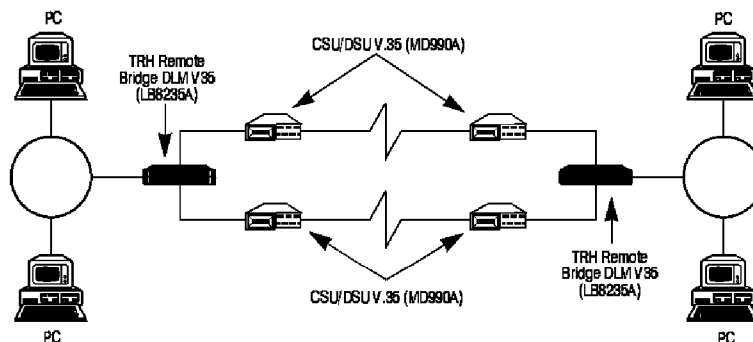 PC
PC
CSU/DSU V.35 (MD990A)
TRH Remote
Bridge DLM V35
(LB8235A)
TRH Remote
Bridge DLM V35
(LB8235A)
CSU/DSU V.35 (MD990A)
PC
PC